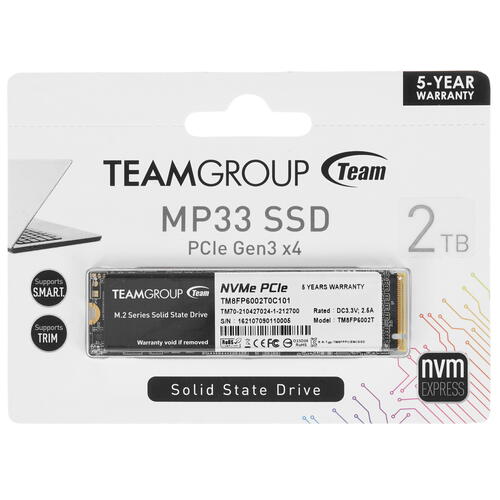 5-YEAR
WARRANTY
TEAMGROUP Team
MP33 SSD
PCIe Gen3 x4
2TB
Supports
S.M.A.R.T.
Supports
TRIM
TEAMGROUP Team
M.2 Series Solid State Drive
Warranty void if removed
NVMe PCIe 5 YEARS WARRANTY
TM8FP6002T0C101
TM70-210427024-1-212700 Rated : DC3.3V; 2.5A
S/N : 162107090110005 Model : TM8FP6002T
Solid State Drive
nvm
EXPRESS